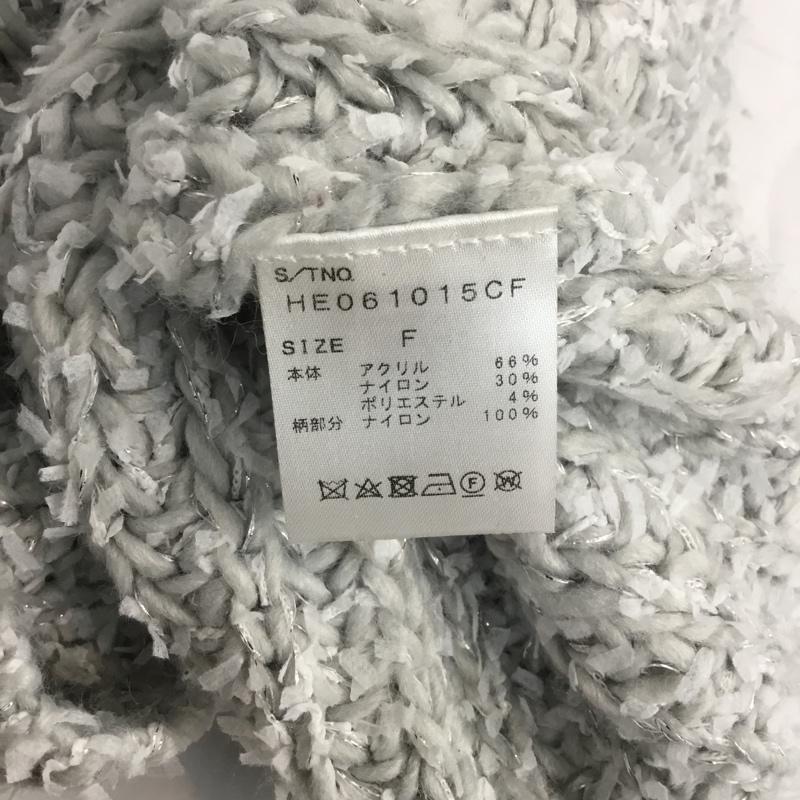 S/TNO.
HE061015CF
SIZE F
本体 アクリル 66%
ナイロン 30%
ポリエステル 4%
柄部分 ナイロン 100%
F W